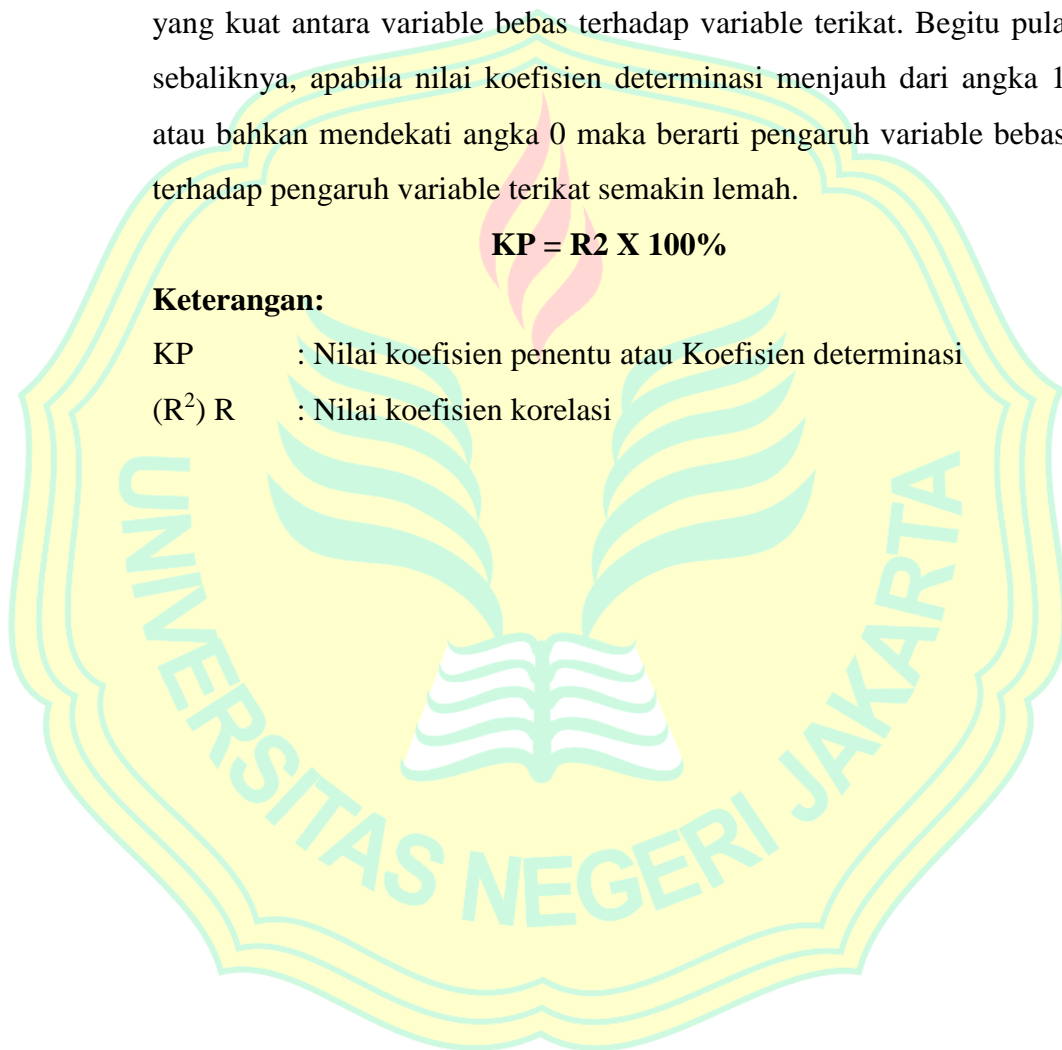 yang kuat antara variable bebas terhadap variable terikat. Begitu pula
sebaliknya, apabila nilai koefisien determinasi menjauh dari angka 1
atau bahkan mendekati angka 0 maka berarti pengaruh variable bebas
terhadap pengaruh variable terikat semakin lemah.
KP = R2 X 100%
Keterangan:
KP : Nilai koefisien penentu atau Koefisien determinasi
(R²) R : Nilai koefisien korelasi
UNIVERSITAS NEGERI JAKARTA